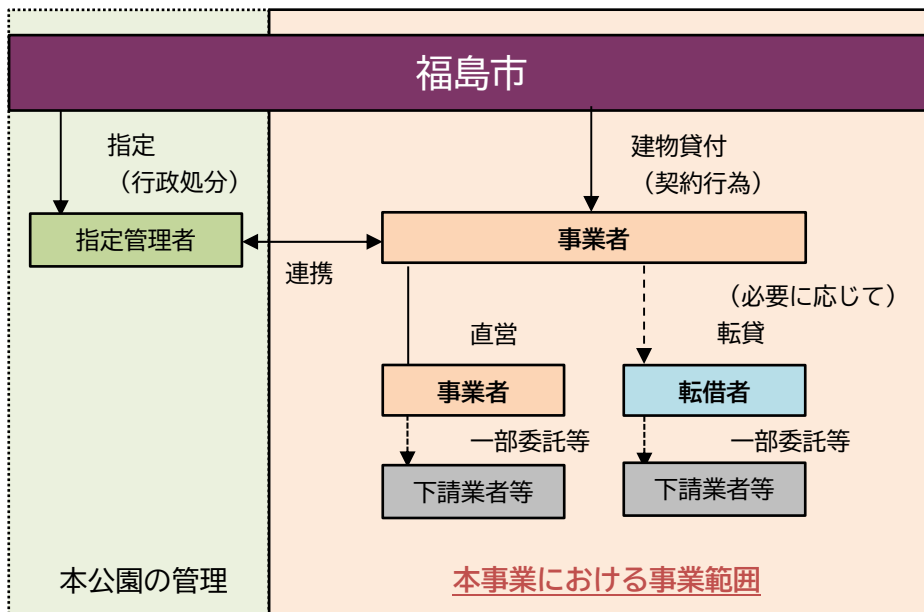 福島市
指定
（行政処分）
建物貸付
（契約行為）
指定管理者
事業者
連携
（必要に応じて）
転貸
直営
事業者
転借者
一部委託等
一部委託等
下請業者等
下請業者等
本公園の管理
本事業における事業範囲